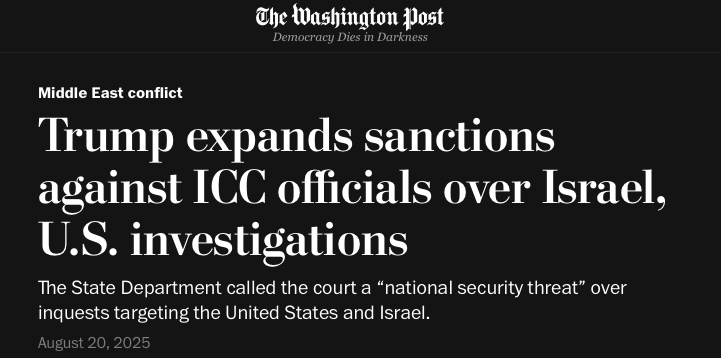 The Washington Post
Democracy Dies in Darkness
Middle East conflict
Trump expands sanctions
against ICC officials over Israel,
U.S. investigations
The State Department called the court a “national security threat” over
inquests targeting the United States and Israel.
August 20, 2025